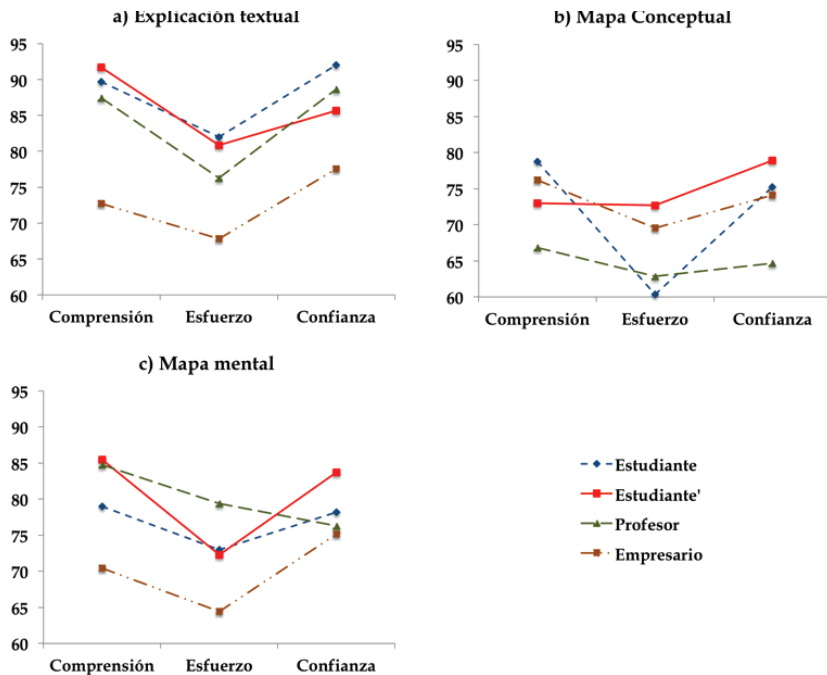 a) Explicación textual
95
90
85
80
75
70
65
60
Comprensión Esfuerzo Confianza
b) Mapa Conceptual
95
90
85
80
75
70
65
60
Comprensión Esfuerzo Confianza
c) Mapa mental
95
90
85
80
75
70
65
60
Comprensión Esfuerzo Confianza
Estudiante
Estudiante'
Profesor
Empresario